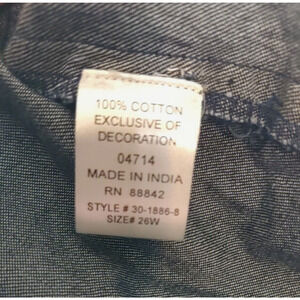 100% COTTON
EXCLUSIVE OF
DECORATION
04714
MADE IN INDIA
RN 88842
STYLE # 30-1886-8
SIZE# 26W